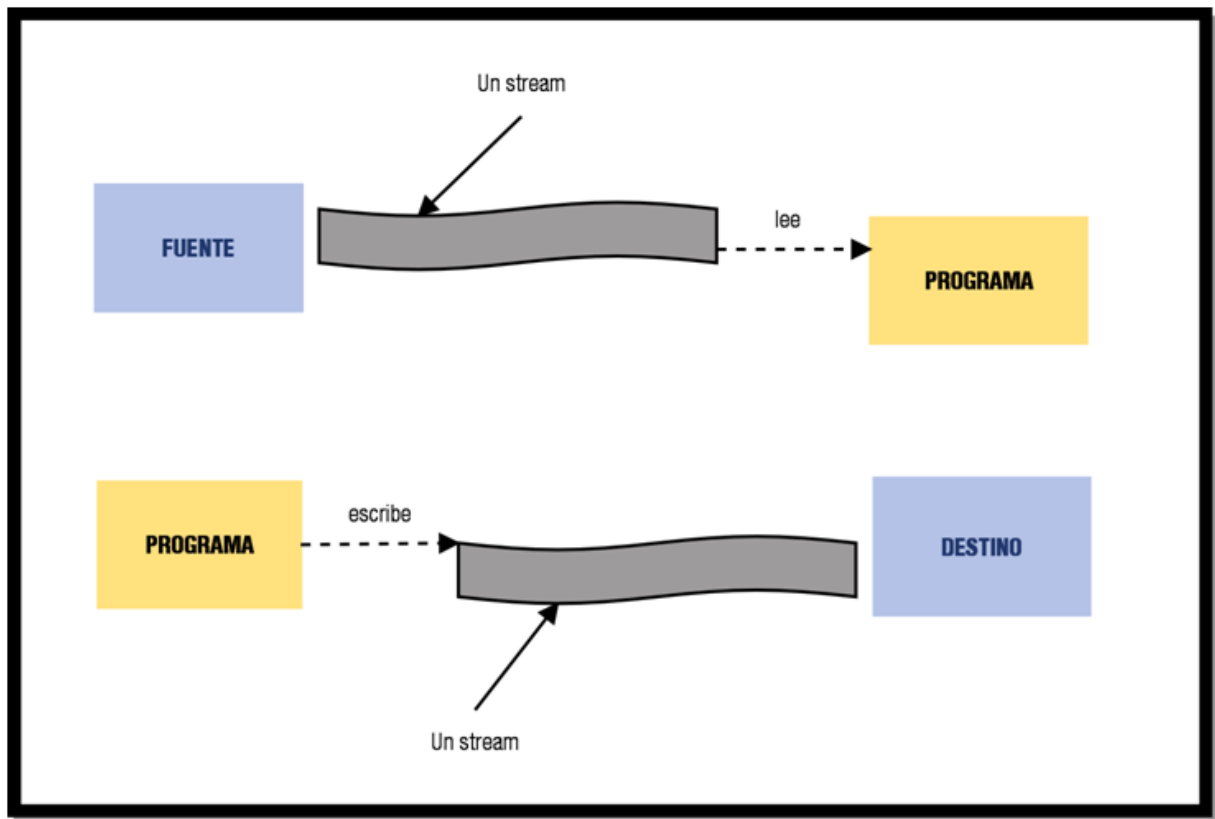 Un stream
FUENTE
lee
PROGRAMA
PROGRAMA
escribe
DESTINO
Un stream